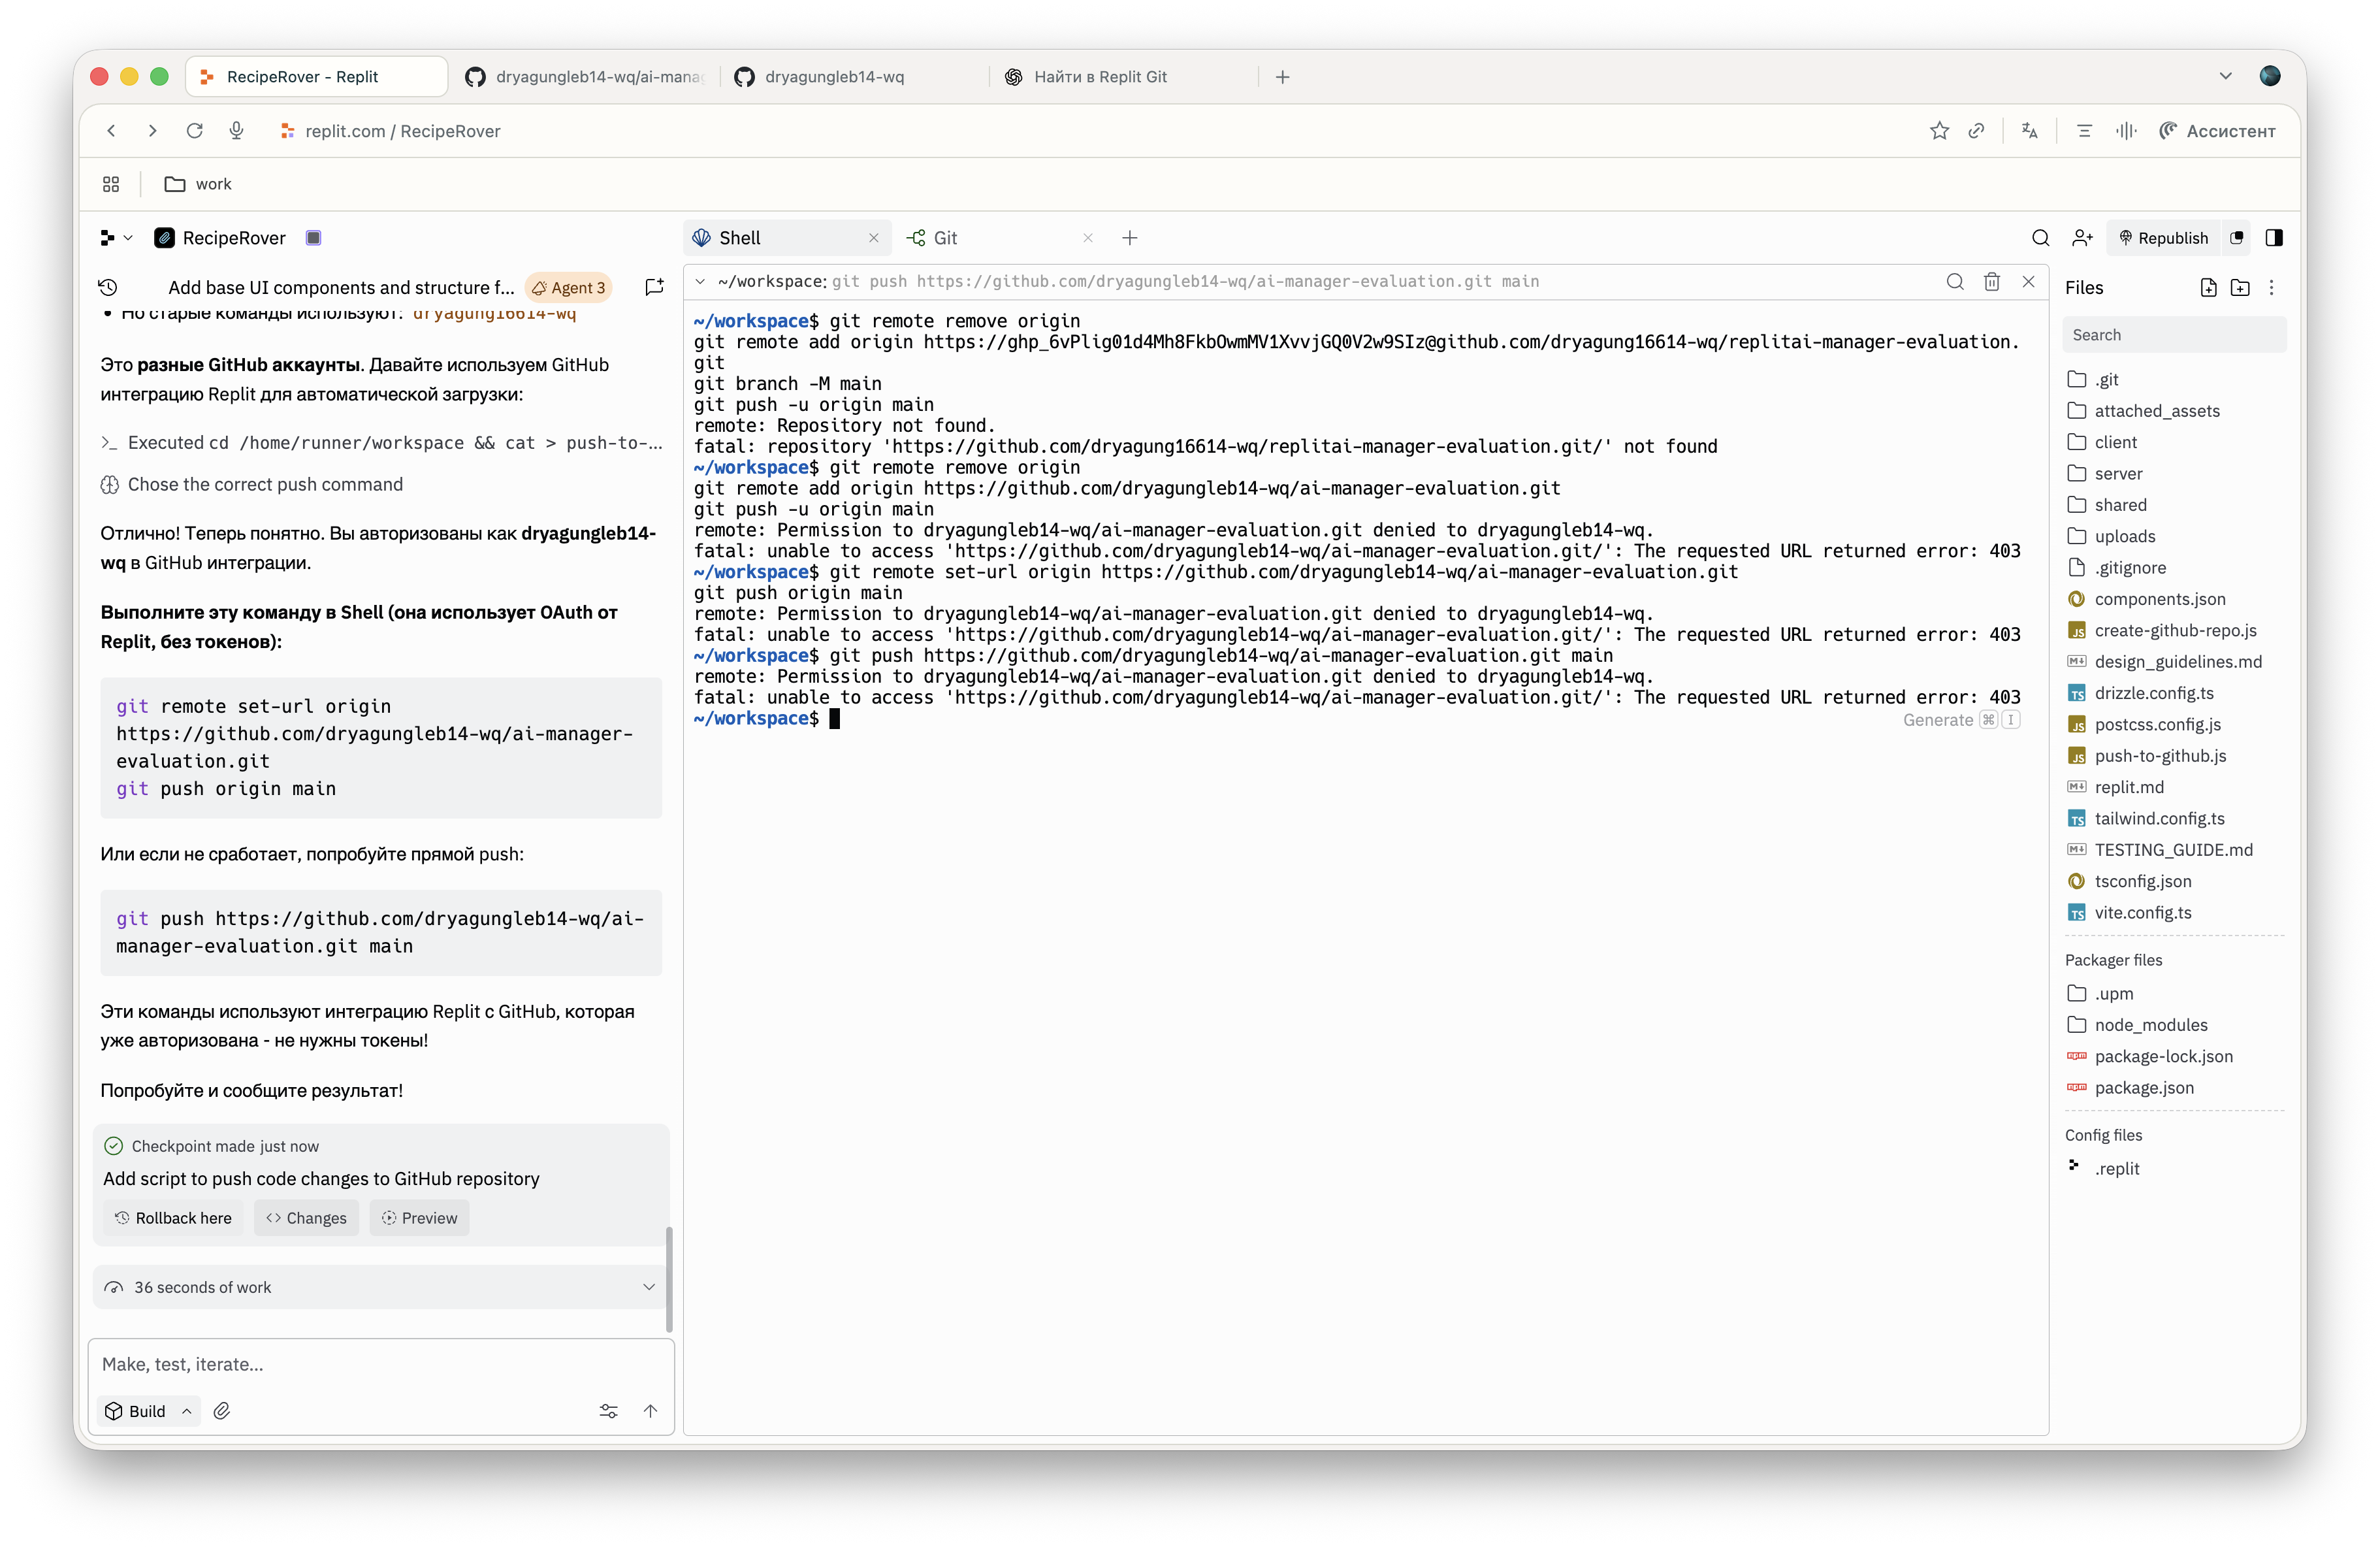 RecipeRover - Replit
dryagungleb14-wq/ai-mana
dryagungleb14-wq
Найти в Replit Git
replit.com / RecipeRover
Ассистент
work
RecipeRover
Shell
Git
Republish
Add base UI components and structure f...
Agent 3
• Но старые команды используют: dryagung16614-wq
Это разные GitHub аккаунты. Давайте используем GitHub
интеграцию Replit для автоматической загрузки:
Executed cd /home/runner/workspace && cat > push-to-...
Chose the correct push command
Отлично! Теперь понятно. Вы авторизованы как dryagungleb14-
wq в GitHub интеграции.
Выполните эту команду в Shell (она использует OAuth от
Replit, без токенов):
git remote set-url origin
https://github.com/dryagungleb14-wq/ai-manager-
evaluation.git
git push origin main
Или если не сработает, попробуйте прямой push:
git push https://github.com/dryagungleb14-wq/ai-
manager-evaluation.git main
Эти команды используют интеграцию Replit с GitHub, которая
уже авторизована - не нужны токены!
Попробуйте и сообщите результат!
Checkpoint made just now
Add script to push code changes to GitHub repository
Rollback here
Changes
Preview
36 seconds of work
Make, test, iterate...
Build
~/workspace: git push https://github.com/dryagungleb14-wq/ai-manager-evaluation.git main
~/workspace$ git remote remove origin
git remote add origin https://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@github.com/dryagung16614-wq/replitai-manager-evaluation.
git
git branch -M main
git push -u origin main
remote: Repository not found.
fatal: repository 'https://github.com/dryagung16614-wq/replitai-manager-evaluation.git/' not found
~/workspace$ git remote remove origin
git remote add origin https://github.com/dryagungleb14-wq/ai-manager-evaluation.git
git push -u origin main
remote: Permission to dryagungleb14-wq/ai-manager-evaluation.git denied to dryagungleb14-wq.
fatal: unable to access 'https://github.com/dryagungleb14-wq/ai-manager-evaluation.git/': The requested URL returned error: 403
~/workspace$ git remote set-url origin https://github.com/dryagungleb14-wq/ai-manager-evaluation.git
git push origin main
remote: Permission to dryagungleb14-wq/ai-manager-evaluation.git denied to dryagungleb14-wq.
fatal: unable to access 'https://github.com/dryagungleb14-wq/ai-manager-evaluation.git/': The requested URL returned error: 403
~/workspace$ git push https://github.com/dryagungleb14-wq/ai-manager-evaluation.git main
remote: Permission to dryagungleb14-wq/ai-manager-evaluation.git denied to dryagungleb14-wq.
fatal: unable to access 'https://github.com/dryagungleb14-wq/ai-manager-evaluation.git/': The requested URL returned error: 403
~/workspace$
Generate ⌘ I
Files
Search
.git
attached_assets
client
server
shared
uploads
.gitignore
components.json
create-github-repo.js
design_guidelines.md
drizzle.config.ts
postcss.config.js
push-to-github.js
replit.md
tailwind.config.ts
TESTING_GUIDE.md
tsconfig.json
vite.config.ts
Packager files
.upm
node_modules
package-lock.json
package.json
Config files
.replit